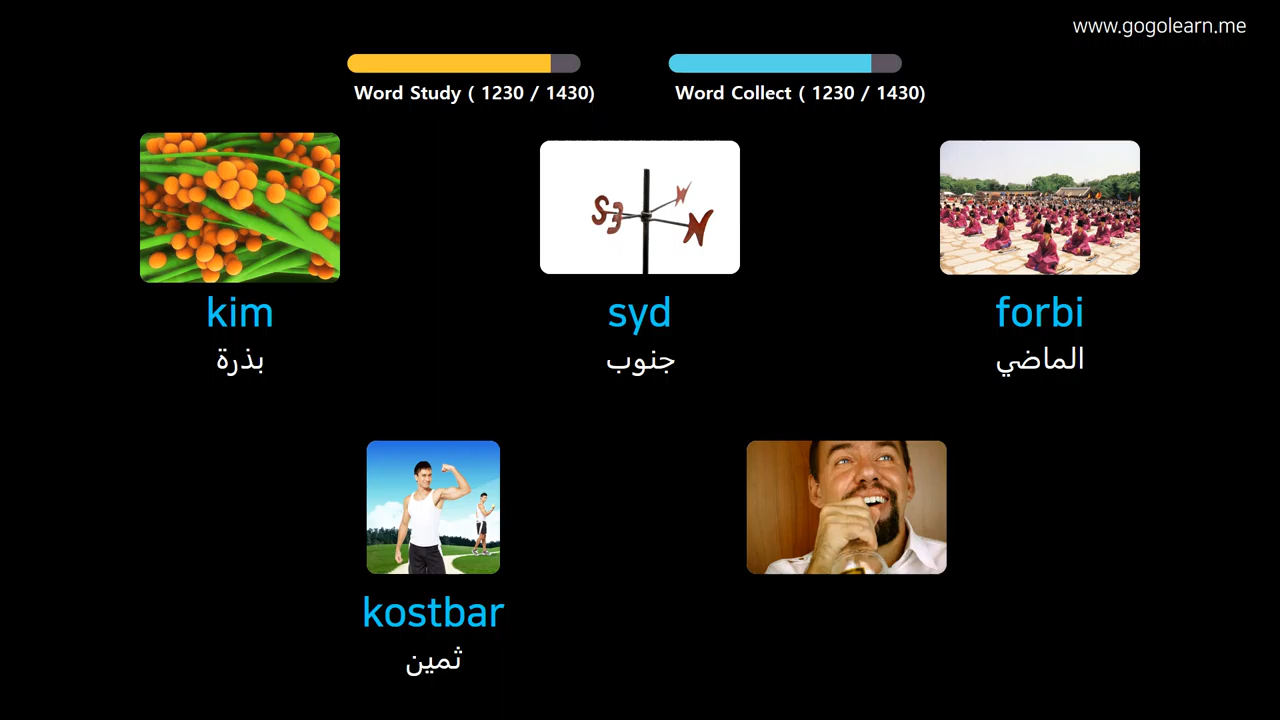 www.gogolearn.me
Word Study ( 1230 / 1430)
Word Collect ( 1230 / 1430)
S E N N
kim
بذرة
syd
جنوب
forbi
الماضي
kostbar
ثمين